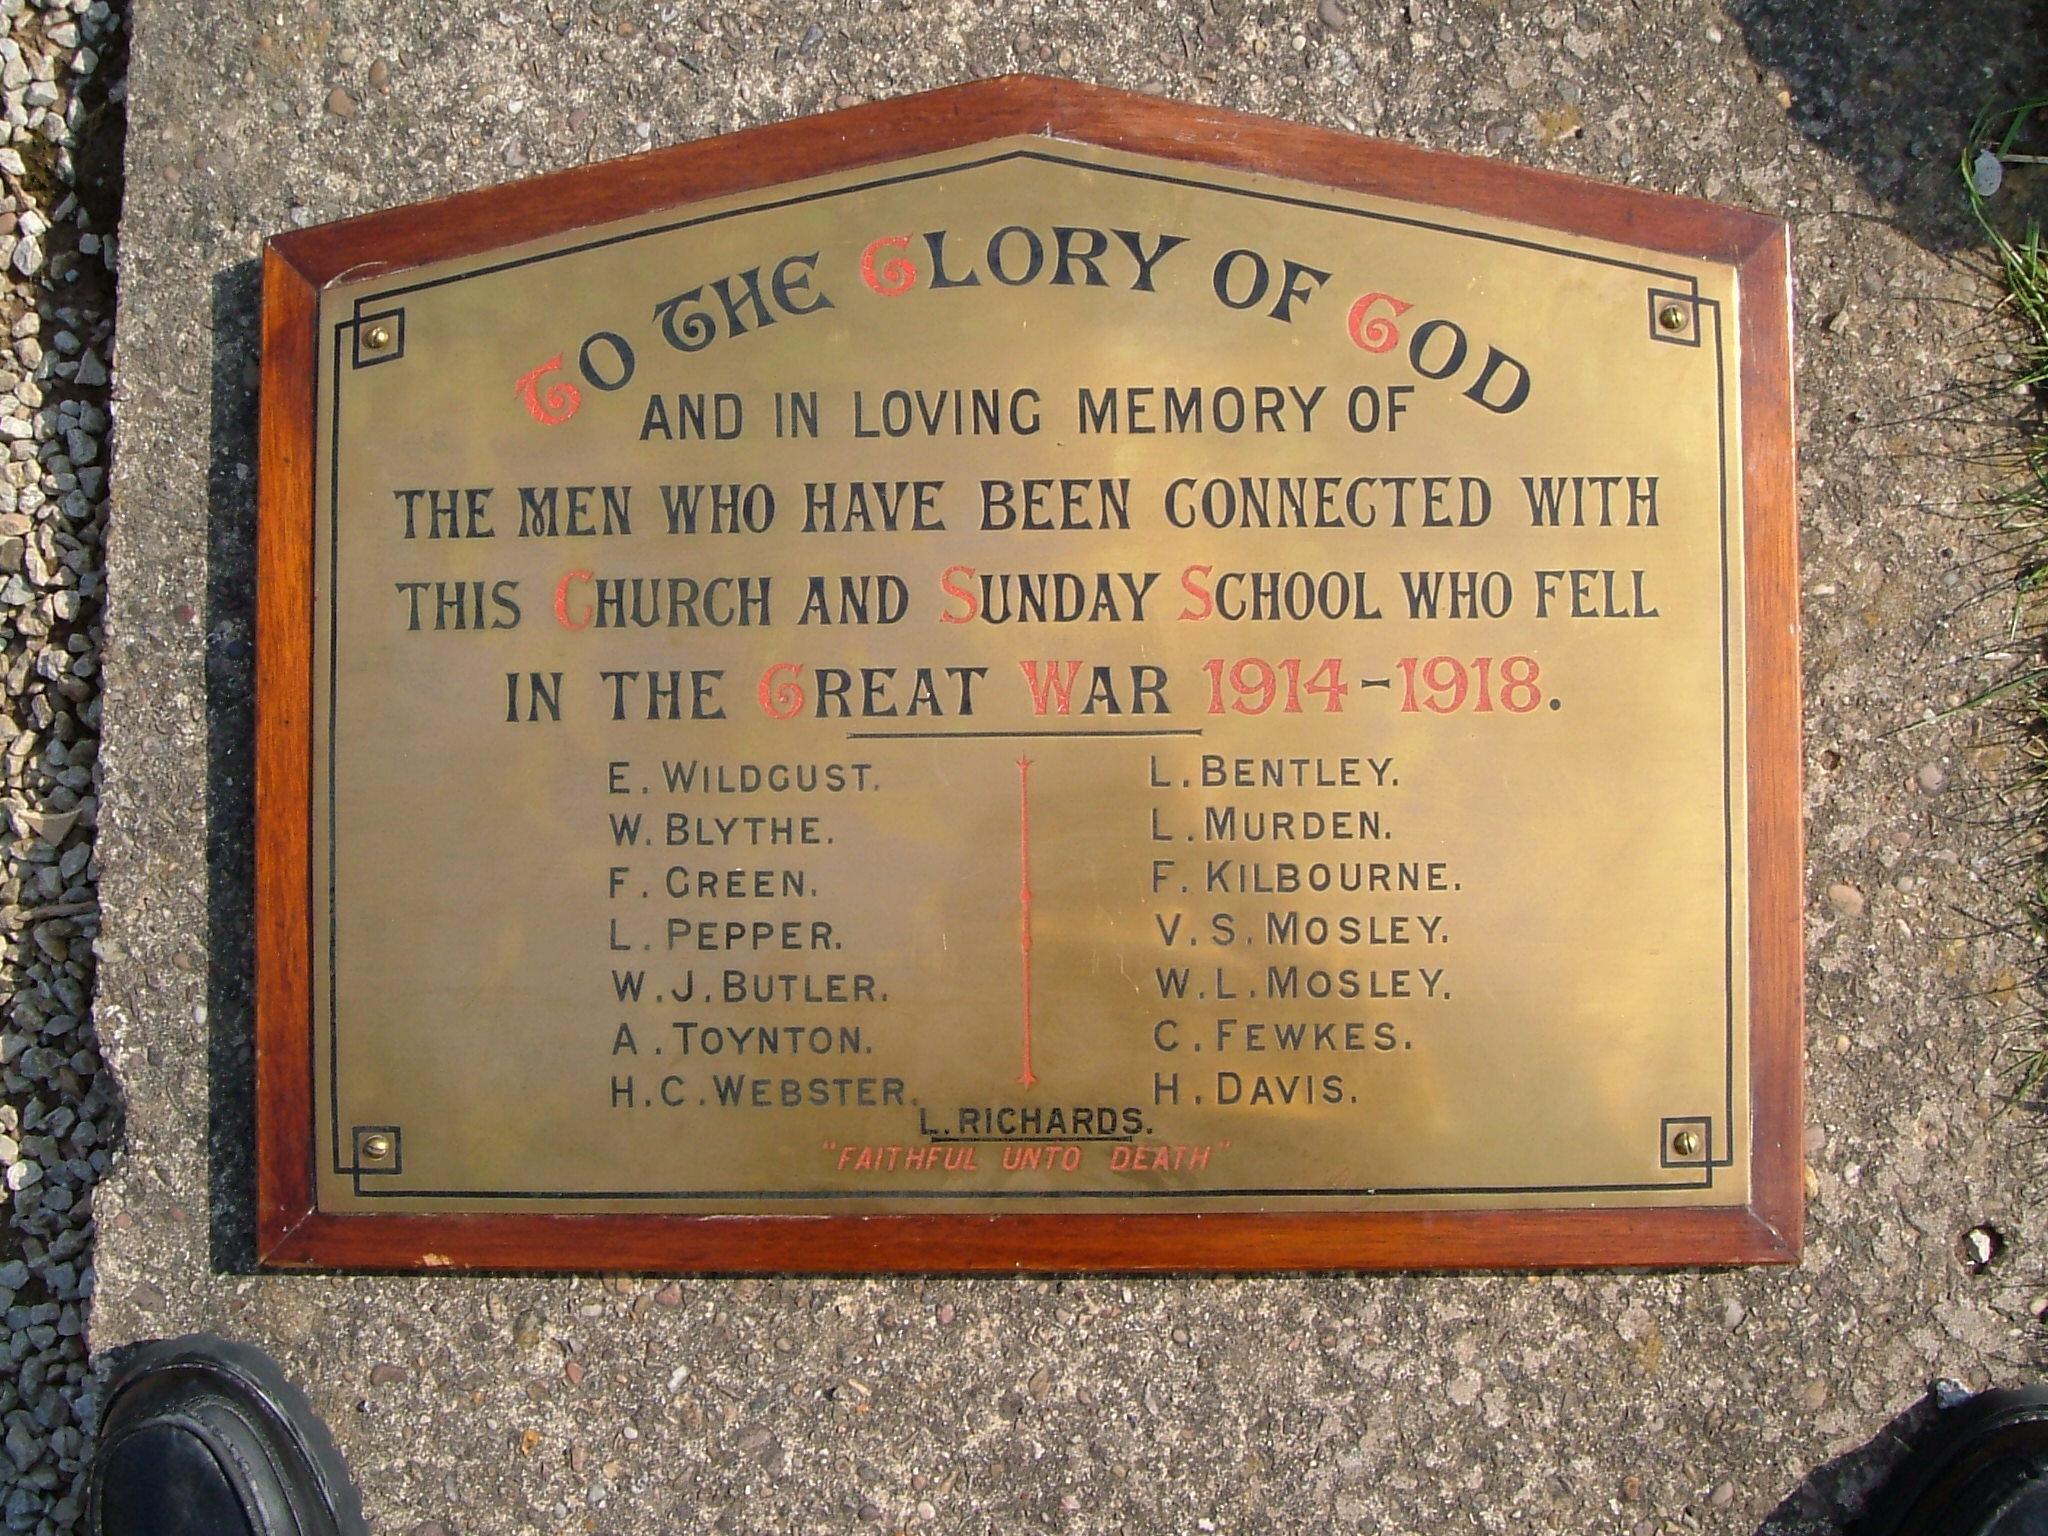 TO THE GLORY OF GOD
AND IN LOVING MEMORY OF
THE MEN WHO HAVE BEEN CONNECTED WITH
THIS CHURCH AND SUNDAY SCHOOL WHO FELL
IN THE GREAT WAR 1914-1918.
E. WILDGUST.
W. BLYTHE.
F. GREEN.
L. PEPPER.
W. J. BUTLER.
A. TOYNTON.
H. C. WEBSTER.
L. BENTLEY.
L. MURDEN.
F. KILBOURNE.
V. S. MOSLEY.
W. L. MOSLEY.
C. FEWKES.
H. DAVIS.
L. RICHARDS.
"FAITHFUL UNTO DEATH"